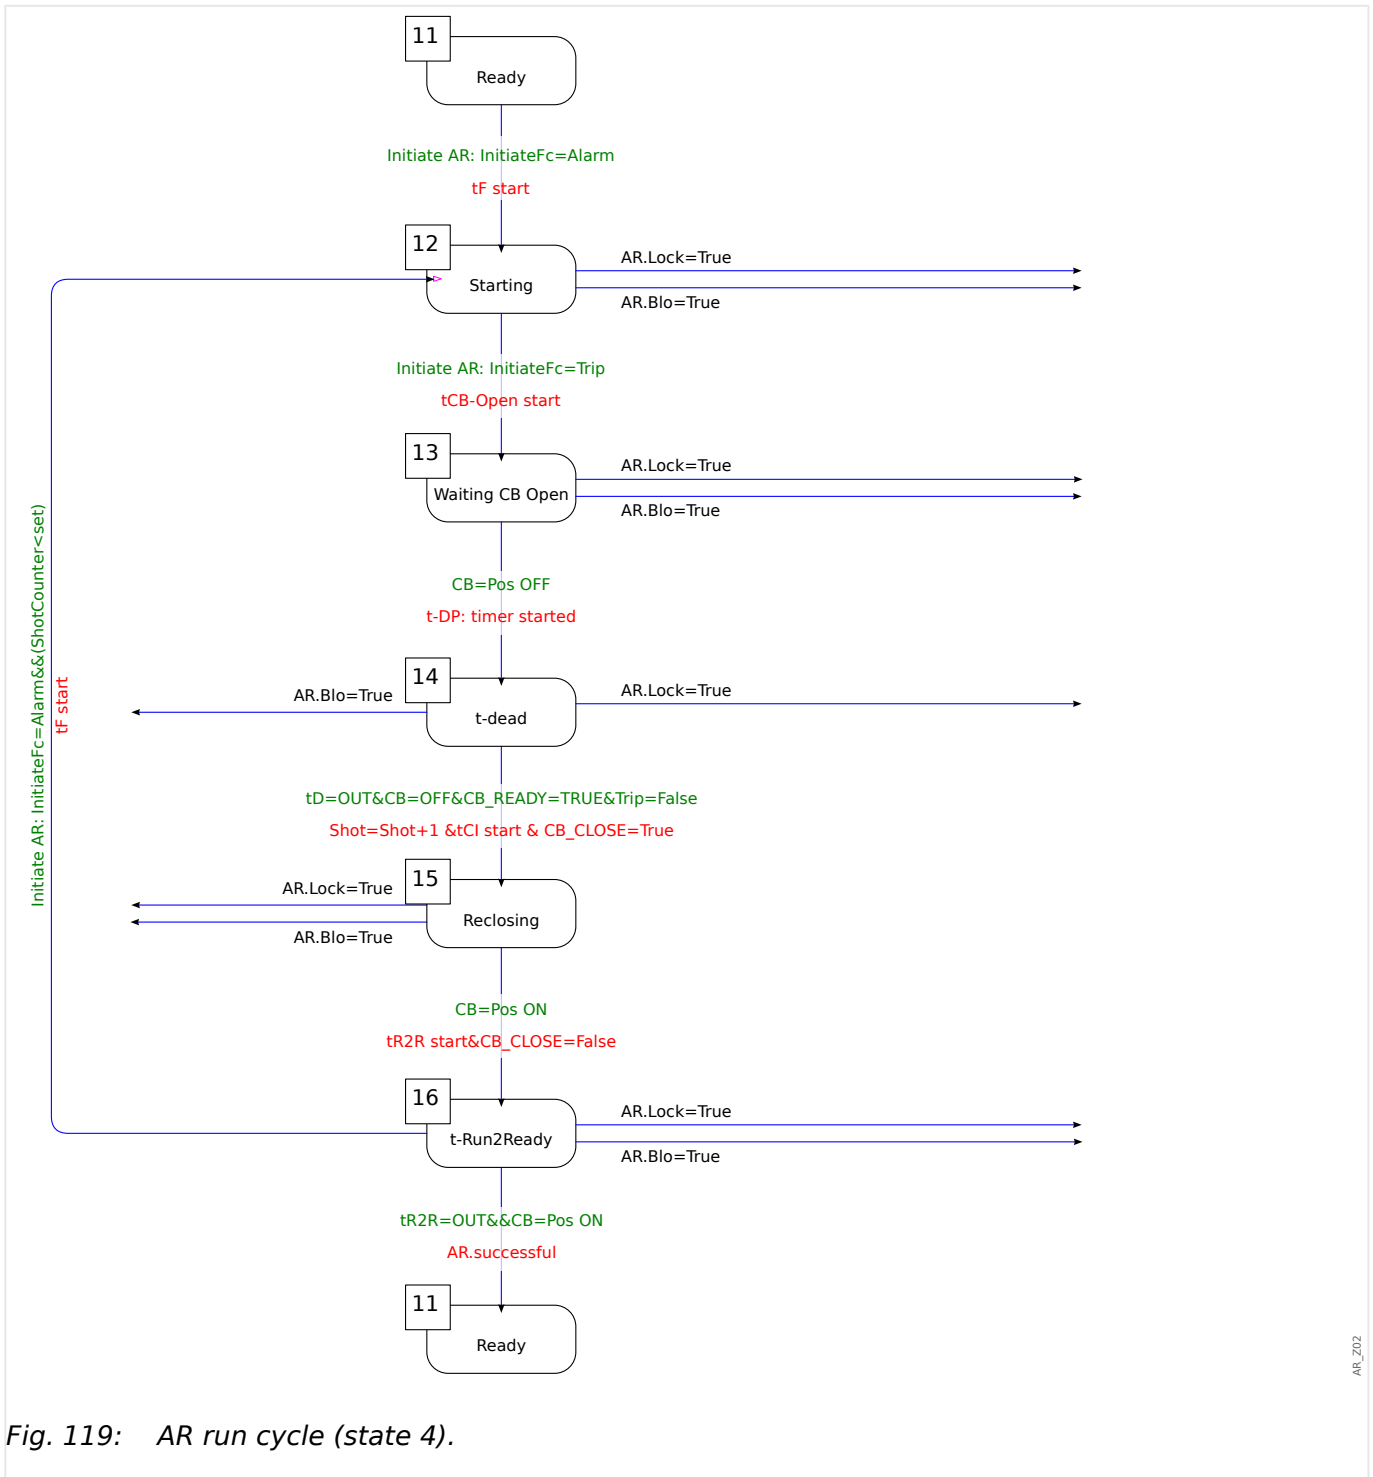 11
Ready
Initiate AR: InitiateFc=Alarm
tF start
12
Starting
AR.Lock=True
AR.Blo=True
Initiate AR: InitiateFc=Trip
tCB-Open start
13
Waiting CB Open
AR.Lock=True
AR.Blo=True
Initiate AR: InitiateFc=Alarm&&(ShotCounter<set)
tF start
CB=Pos OFF
t-DP: timer started
14
t-dead
AR.Blo=True
AR.Lock=True
tD=OUT&CB=OFF&CB_READY=TRUE&Trip=False
Shot=Shot+1 &tCI start & CB_CLOSE=True
15
Reclosing
AR.Lock=True
AR.Blo=True
CB=Pos ON
tR2R start&CB_CLOSE=False
16
t-Run2Ready
AR.Lock=True
AR.Blo=True
tR2R=OUT&&CB=Pos ON
AR.successful
11
Ready
AR_Z02
Fig. 119: AR run cycle (state 4).